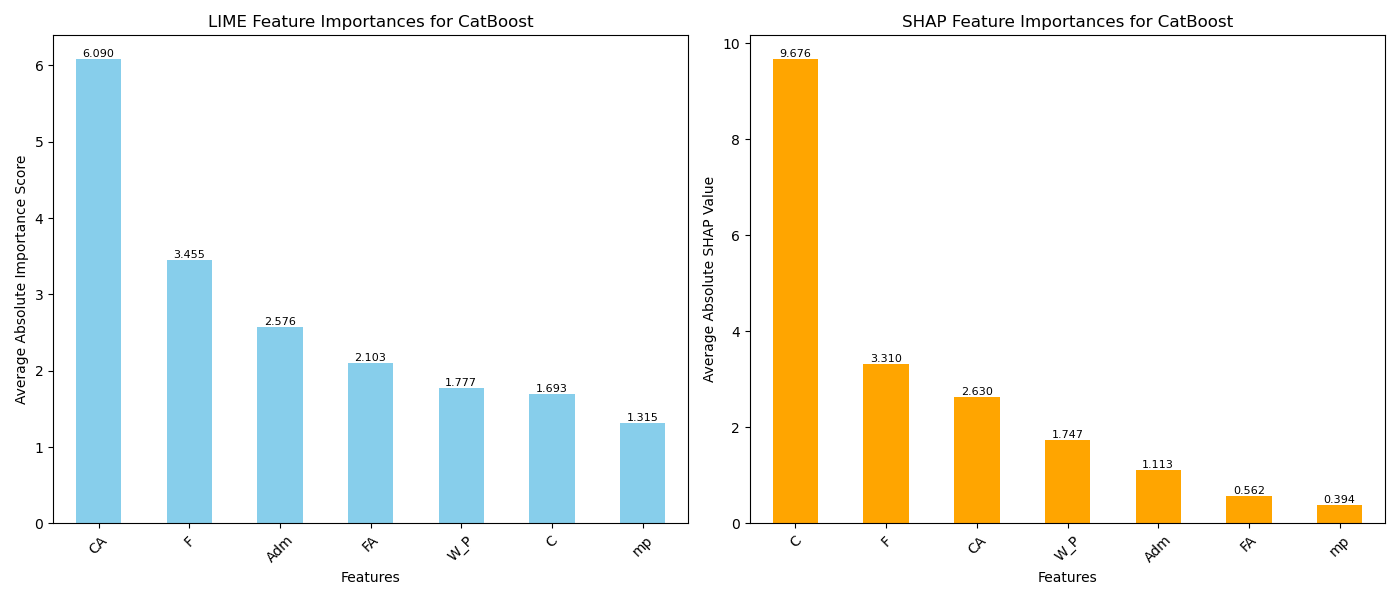 LIME Feature Importances for CatBoost
Average Absolute Importance Score
6
5
4
3
2
1
0
6.090
3.455
2.576
2.103
1.777
1.693
1.315
CA
F
Adm
FA
W_P
C
mp
Features
SHAP Feature Importances for CatBoost
Average Absolute SHAP Value
10
8
6
4
2
0
9.676
3.310
2.630
1.747
1.113
0.562
0.394
C
F
CA
W_P
Adm
FA
mp
Features